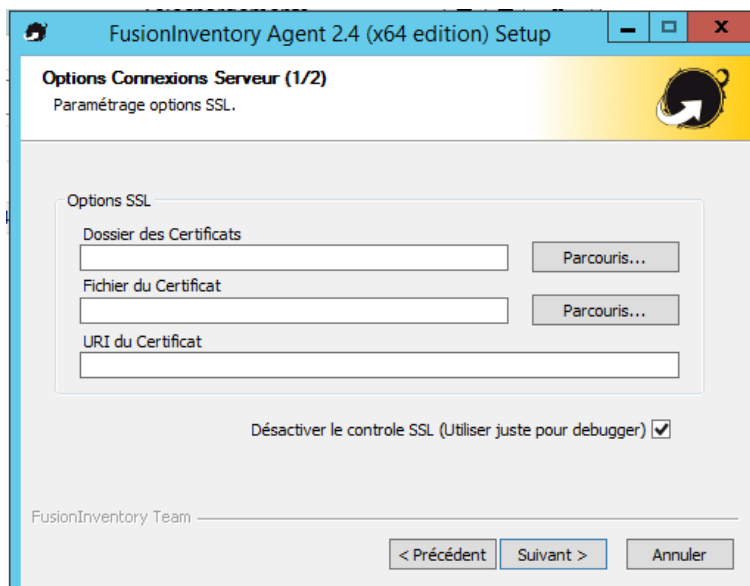 FusionInventory Agent 2.4 (x64 edition) Setup
Options Connexions Serveur (1/2)
Paramétrage options SSL.
Options SSL
Dossier des Certificats
Parcouris...
Fichier du Certificat
Parcouris...
URI du Certificat
Désactiver le controle SSL (Utiliser juste pour debugger)
FusionInventory Team
< Précédent
Suivant >
Annuler